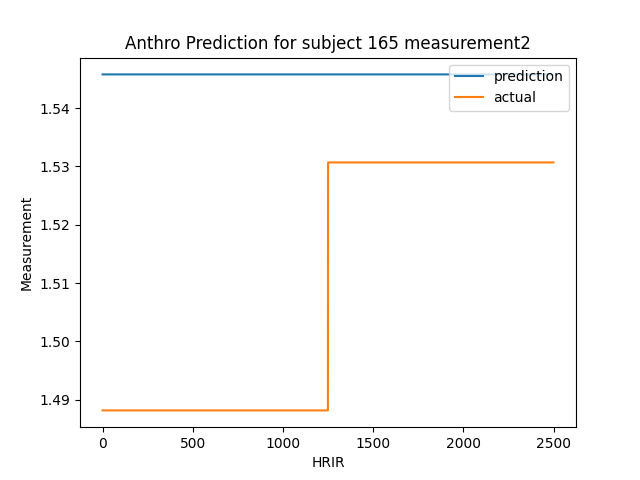 Anthro Prediction for subject 165 measurement2
prediction
actual
1.54
1.53
1.52
1.51
1.50
1.49
Measurement
0 500 1000 1500 2000 2500
HRIR